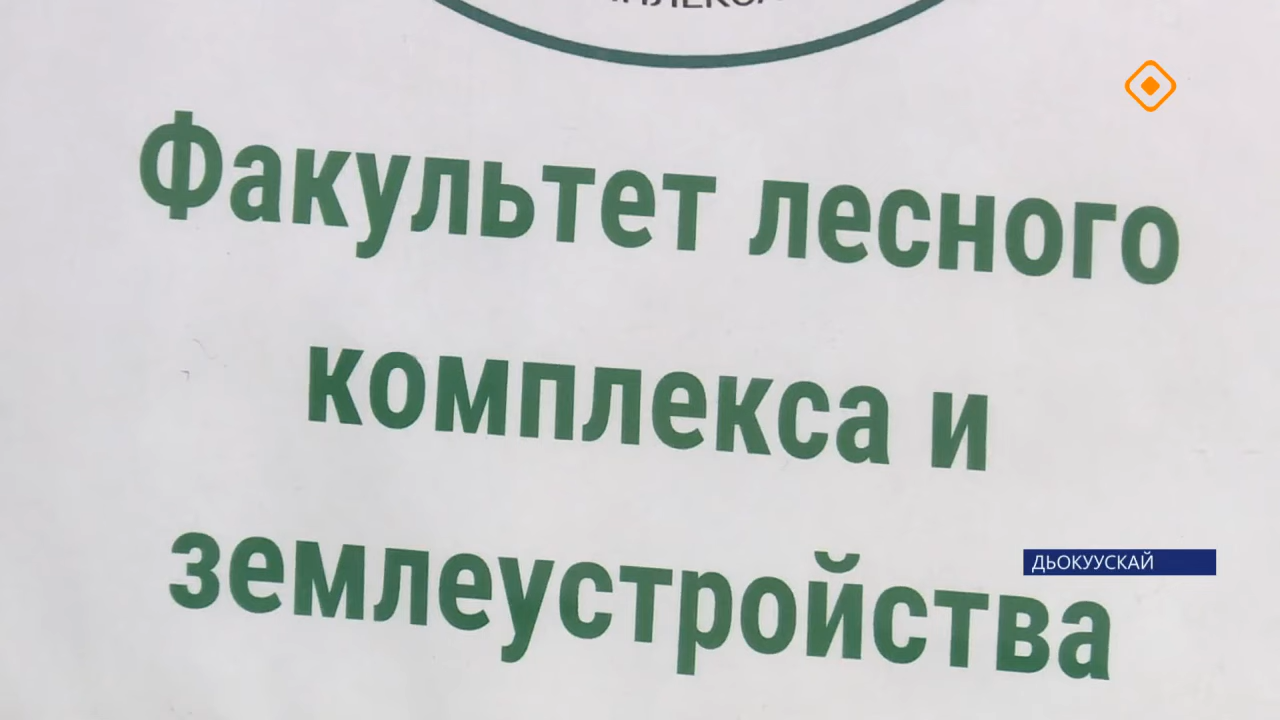 Факультет лесного
комплекса и
землеустройства
ДЬОКУУСКАЙ